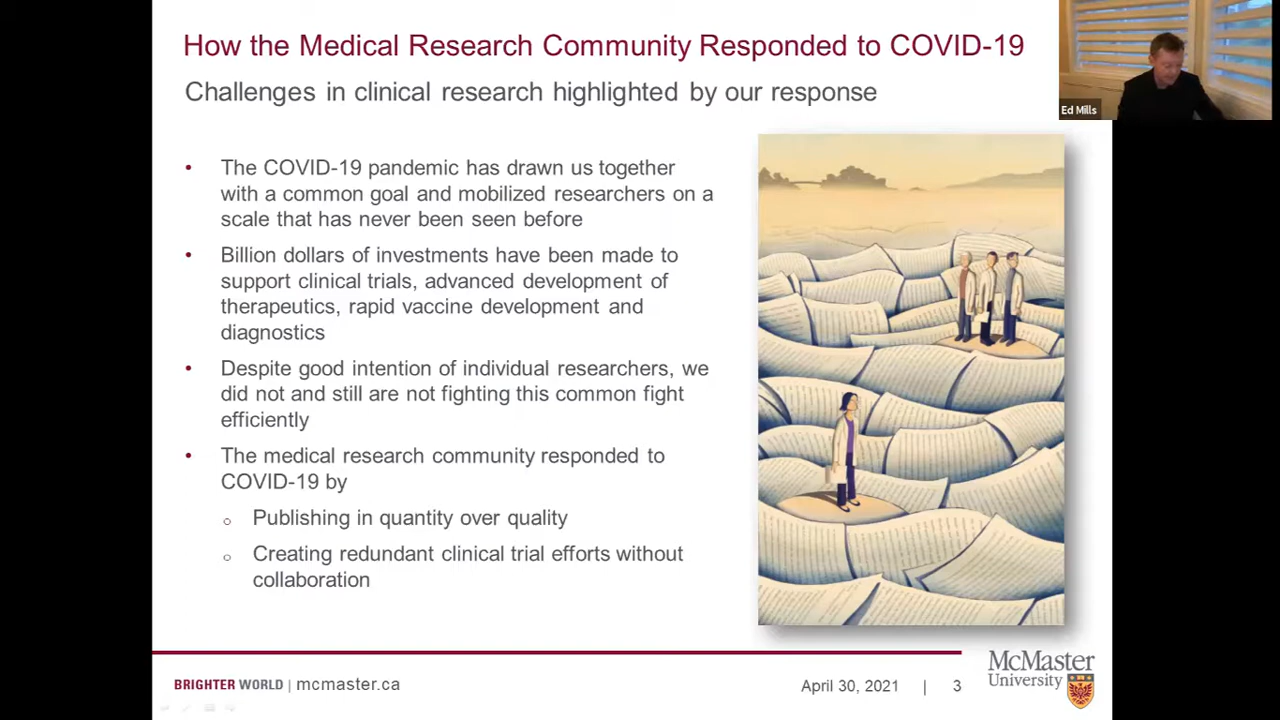 How the Medical Research Community Responded to COVID-19
Ed Mills
Challenges in clinical research highlighted by our response
• The COVID-19 pandemic has drawn us together
with a common goal and mobilized researchers on a
scale that has never been seen before
• Billion dollars of investments have been made to
support clinical trials, advanced development of
therapeutics, rapid vaccine development and
diagnostics
• Despite good intention of individual researchers, we
did not and still are not fighting this common fight
efficiently
• The medical research community responded to
COVID-19 by
o Publishing in quantity over quality
o Creating redundant clinical trial efforts without
collaboration
BRIGHTER WORLD | mcmaster.ca
April 30, 2021 | 3
McMaster
University